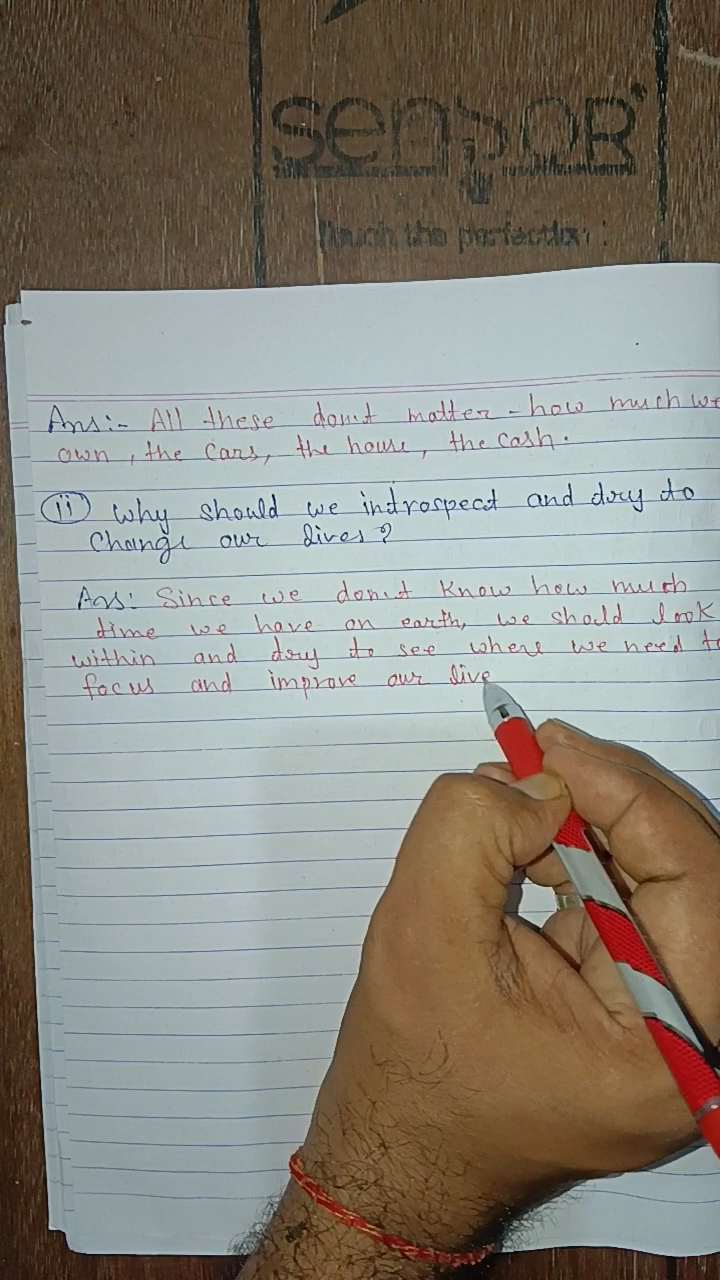 sensOR
Touch the perfection
Ans:- All these don't matter - how much we
own, the cars, the house, the cash.
(ii) Why should we introspect and try to
Change our lives?
Ans: Since we don't know how much
time we have on earth, we should look
within and try to see where we need to
focus and improve our live